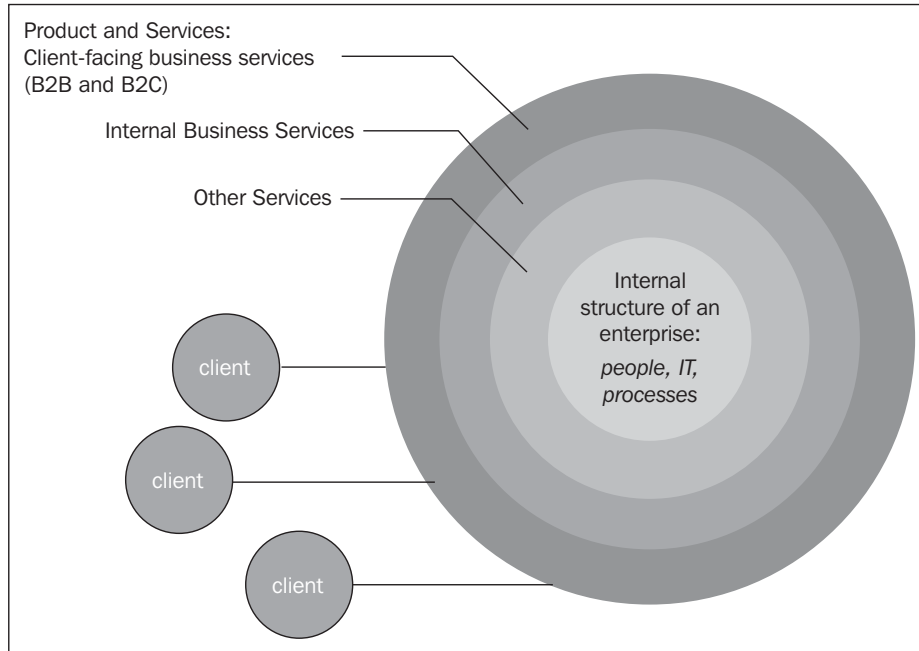 Product and Services:
Client-facing business services
(B2B and B2C)
Internal Business Services
Other Services
Internal
structure of an
enterprise:
people, IT,
processes
client
client
client